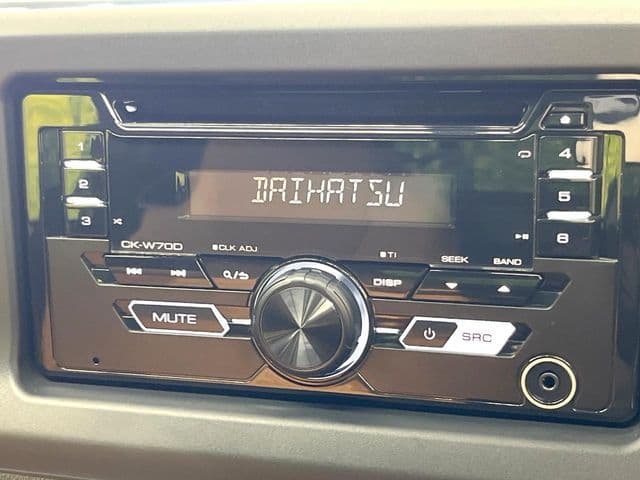 1
2
3
DAIHATSU
4
5
6
CK-W70D
CLK ADJ
TI
SEEK
BAND
DISP
MUTE
SRC